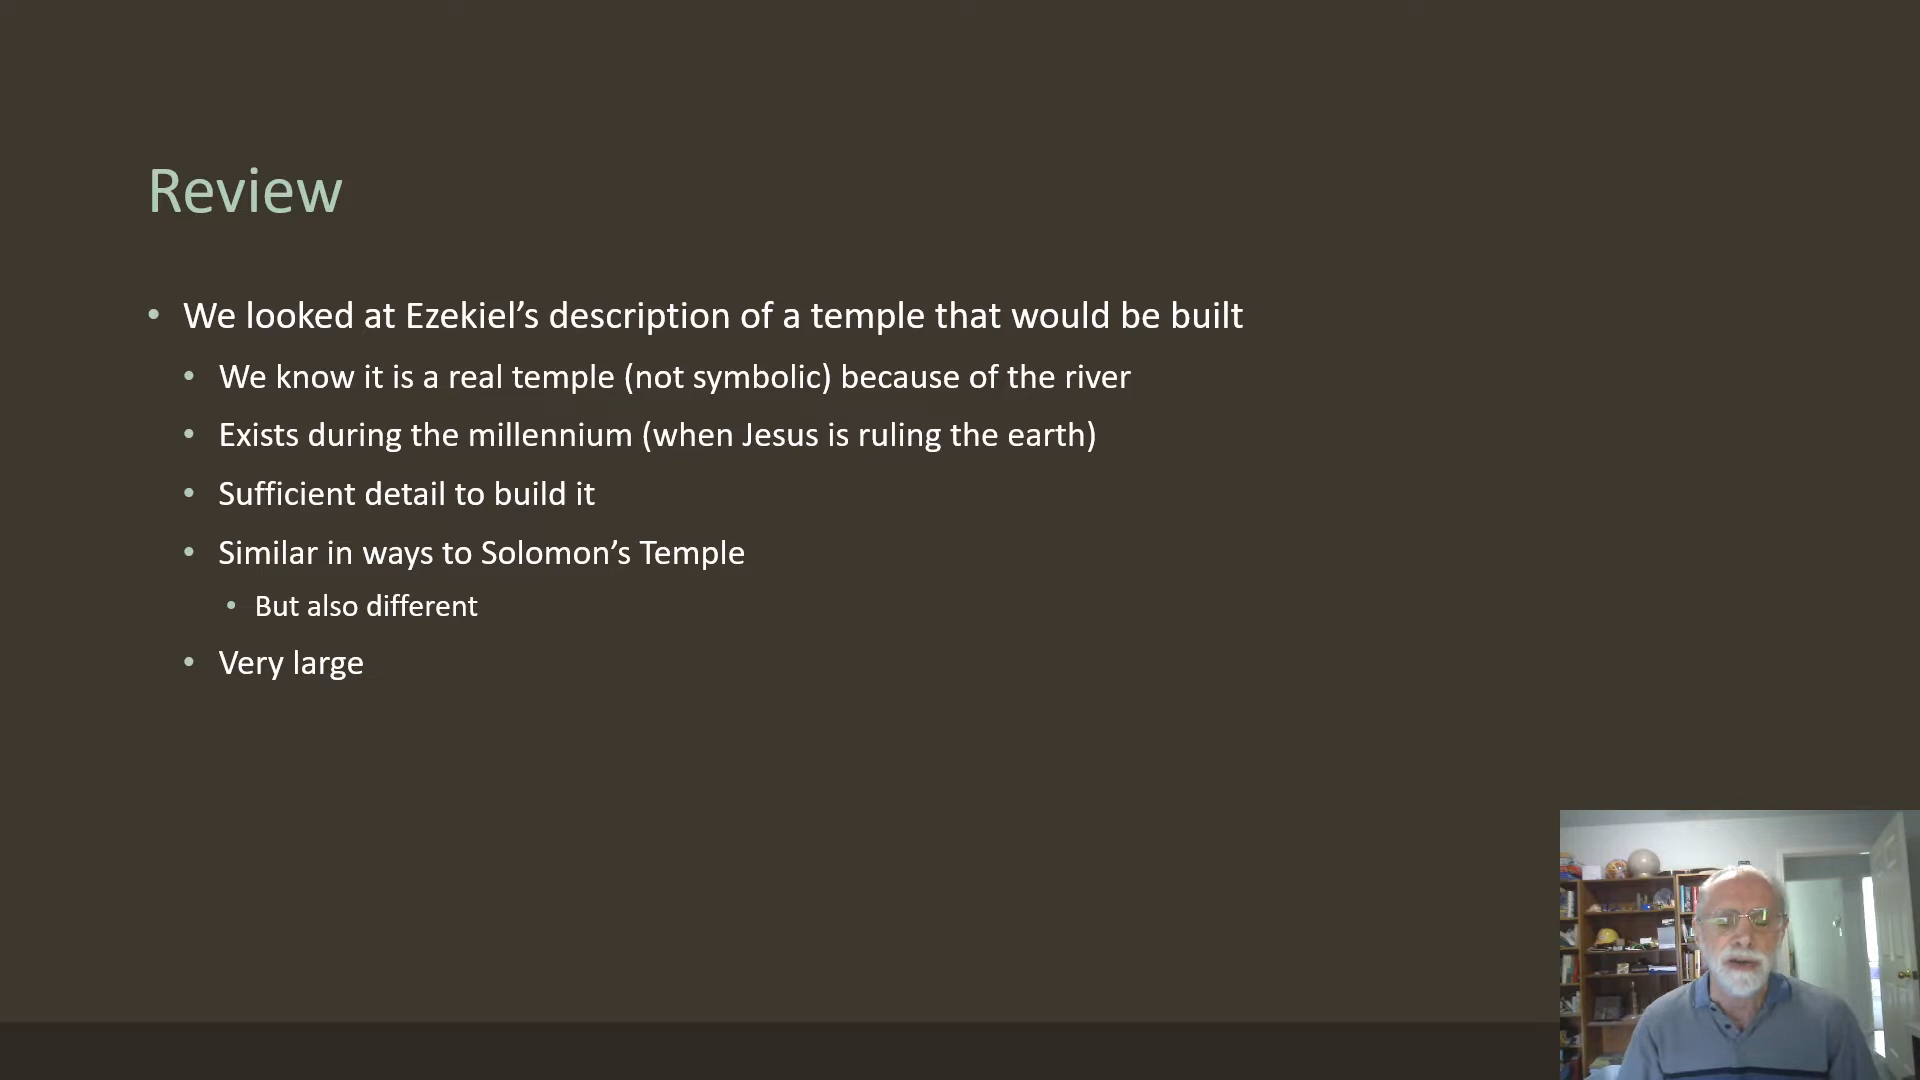 Review
• We looked at Ezekiel’s description of a temple that would be built
• We know it is a real temple (not symbolic) because of the river
• Exists during the millennium (when Jesus is ruling the earth)
• Sufficient detail to build it
• Similar in ways to Solomon’s Temple
• But also different
• Very large